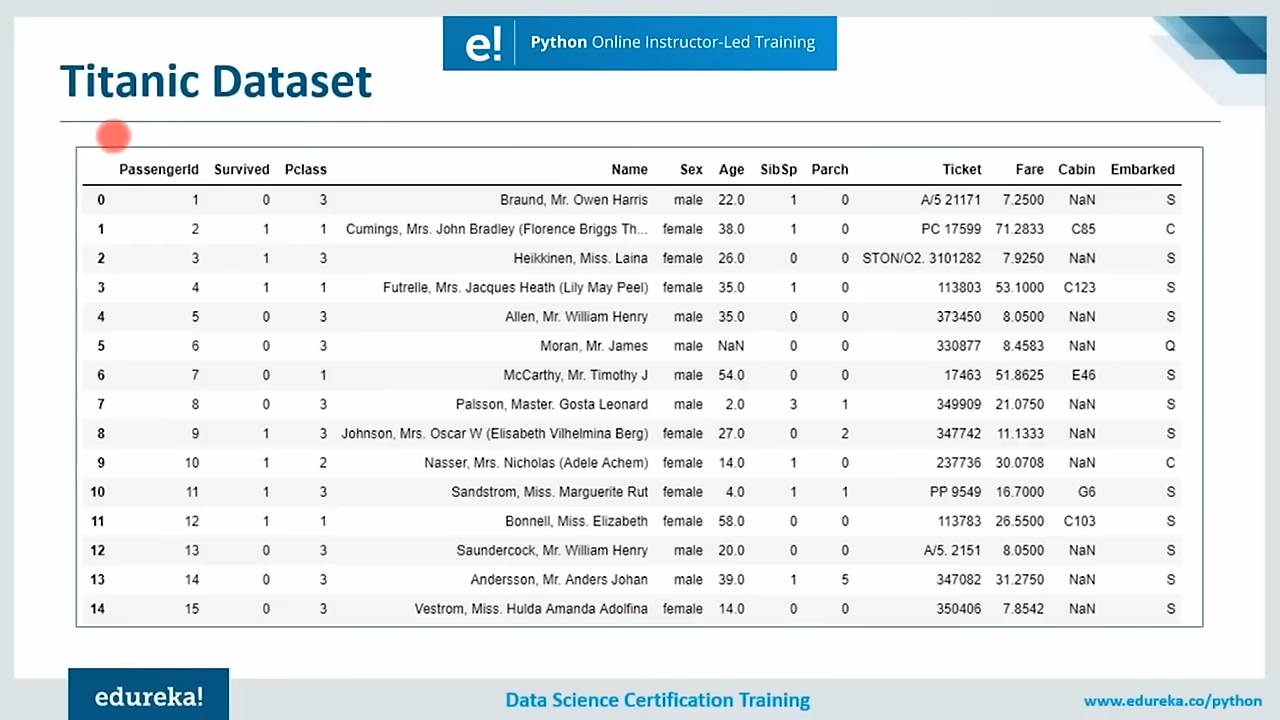 e! Python Online Instructor-Led Training
Titanic Dataset
PassengerId Survived Pclass Name Sex Age SibSp Parch Ticket Fare Cabin Embarked
0 1 0 3 Braund, Mr. Owen Harris male 22.0 1 0 A/5 21171 7.2500 NaN S
1 2 1 1 Cumings, Mrs. John Bradley (Florence Briggs Th... female 38.0 1 0 PC 17599 71.2833 C85 C
2 3 1 3 Heikkinen, Miss. Laina female 26.0 0 0 STON/O2. 3101282 7.9250 NaN S
3 4 1 1 Futrelle, Mrs. Jacques Heath (Lily May Peel) female 35.0 1 0 113803 53.1000 C123 S
4 5 0 3 Allen, Mr. William Henry male 35.0 0 0 373450 8.0500 NaN S
5 6 0 3 Moran, Mr. James male NaN 0 0 330877 8.4583 NaN Q
6 7 0 1 McCarthy, Mr. Timothy J male 54.0 0 0 17463 51.8625 E46 S
7 8 0 3 Palsson, Master. Gosta Leonard male 2.0 3 1 349909 21.0750 NaN S
8 9 1 3 Johnson, Mrs. Oscar W (Elisabeth Vilhelmina Berg) female 27.0 0 2 347742 11.1333 NaN S
9 10 1 2 Nasser, Mrs. Nicholas (Adele Achem) female 14.0 1 0 237736 30.0708 NaN C
10 11 1 3 Sandstrom, Miss. Marguerite Rut female 4.0 1 1 PP 9549 16.7000 G6 S
11 12 1 1 Bonnell, Miss. Elizabeth female 58.0 0 0 113783 26.5500 C103 S
12 13 0 3 Saundercock, Mr. William Henry male 20.0 0 0 A/5. 2151 8.0500 NaN S
13 14 0 3 Andersson, Mr. Anders Johan male 39.0 1 5 347082 31.2750 NaN S
14 15 0 3 Vestrom, Miss. Hulda Amanda Adolfina female 14.0 0 0 350406 7.8542 NaN S
edureka! Data Science Certification Training www.edureka.co/python